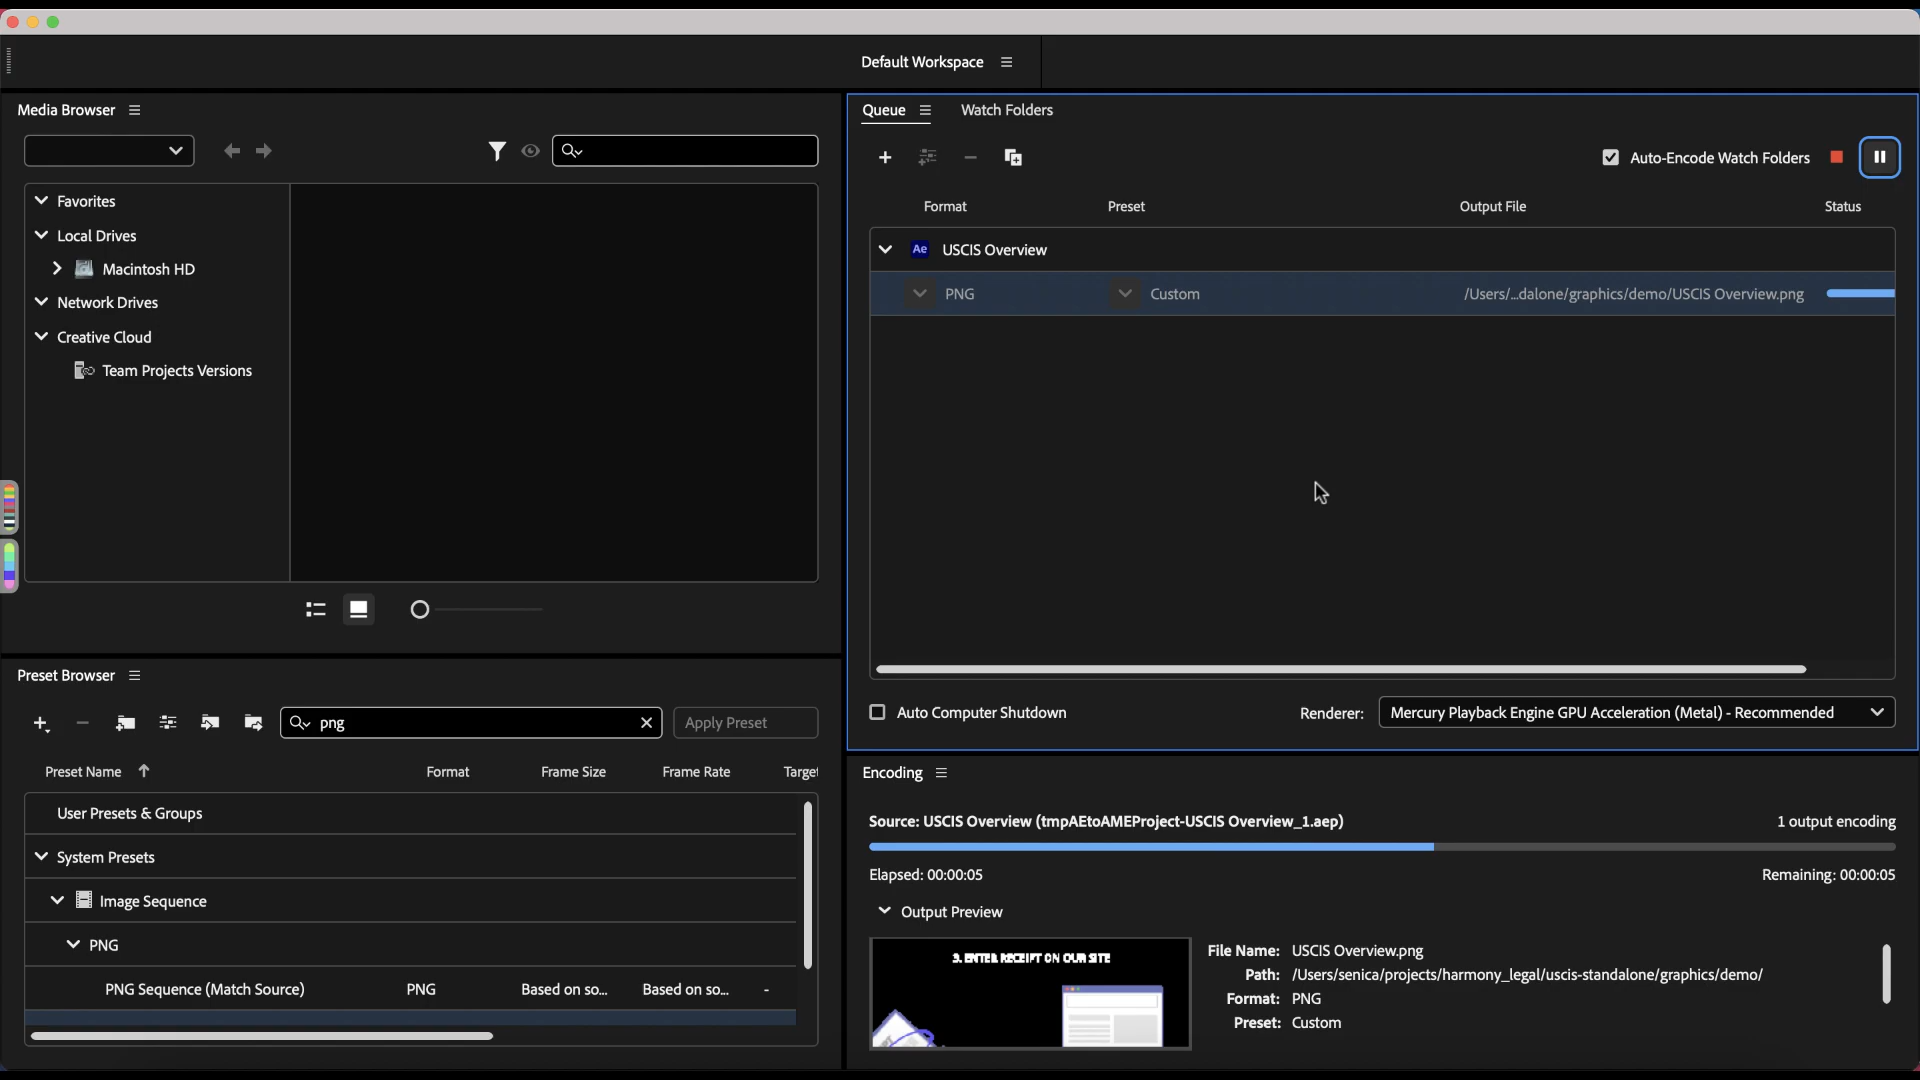 Default Workspace
Media Browser
Favorites
Local Drives
Macintosh HD
Network Drives
Creative Cloud
Team Projects Versions
Queue
Watch Folders
Auto-Encode Watch Folders
Format
Preset
Output File
Status
Ae
USCIS Overview
PNG
Custom
/Users/...dalone/graphics/demo/USCIS Overview.png
Auto Computer Shutdown
Renderer:
Mercury Playback Engine GPU Acceleration (Metal) - Recommended
Preset Browser
png
Apply Preset
Preset Name
Format
Frame Size
Frame Rate
Target
User Presets & Groups
System Presets
Image Sequence
PNG
PNG Sequence (Match Source)
PNG
Based on so...
Based on so...
-
Encoding
Source: USCIS Overview (tmpAEtoAMEProject-USCIS Overview_1.aep)
1 output encoding
Elapsed: 00:00:05
Remaining: 00:00:05
Output Preview
3. ENTER RECEIPT ON OUR SITE
File Name: USCIS Overview.png
Path: /Users/senica/projects/harmony_legal/uscis-standalone/graphics/demo/
Format: PNG
Preset: Custom